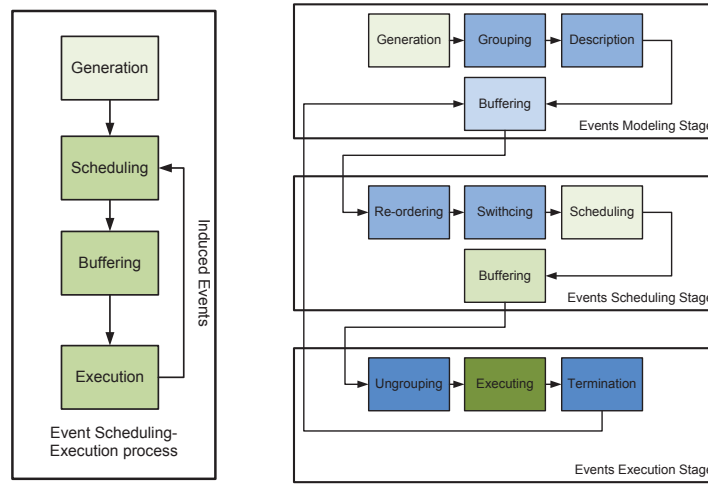 Generation
Scheduling
Buffering
Execution
Induced Events
Event Scheduling-
Execution process
Generation
Grouping
Description
Buffering
Events Modeling Stage
Re-ordering
Swithcing
Scheduling
Buffering
Events Scheduling Stage
Ungrouping
Executing
Termination
Events Execution Stage